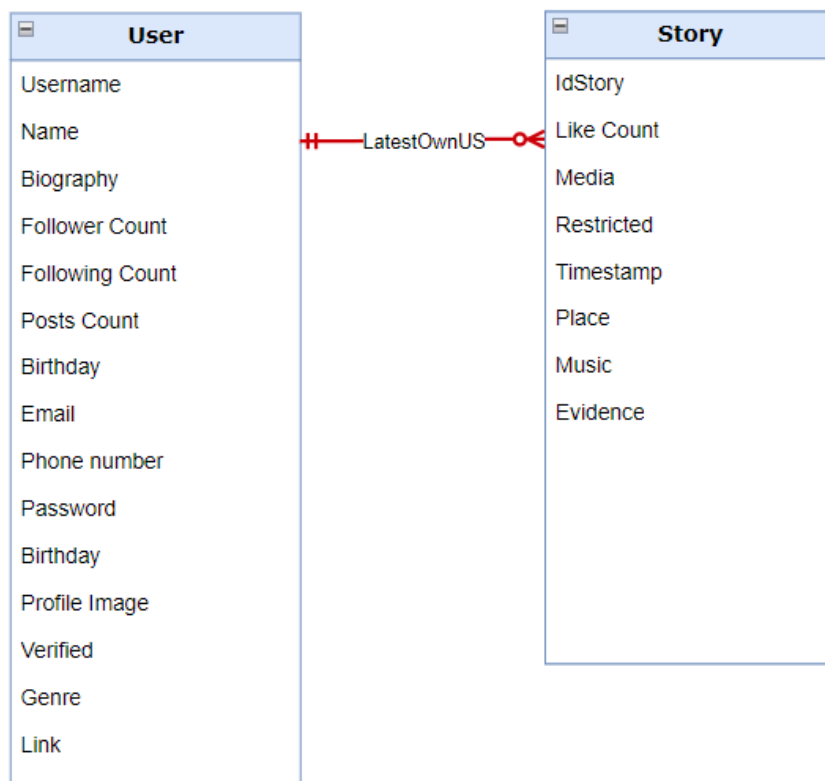 User
Username
Name
Biography
Follower Count
Following Count
Posts Count
Birthday
Email
Phone number
Password
Birthday
Profile Image
Verified
Genre
Link
LatestOwnUS
Story
IdStory
Like Count
Media
Restricted
Timestamp
Place
Music
Evidence